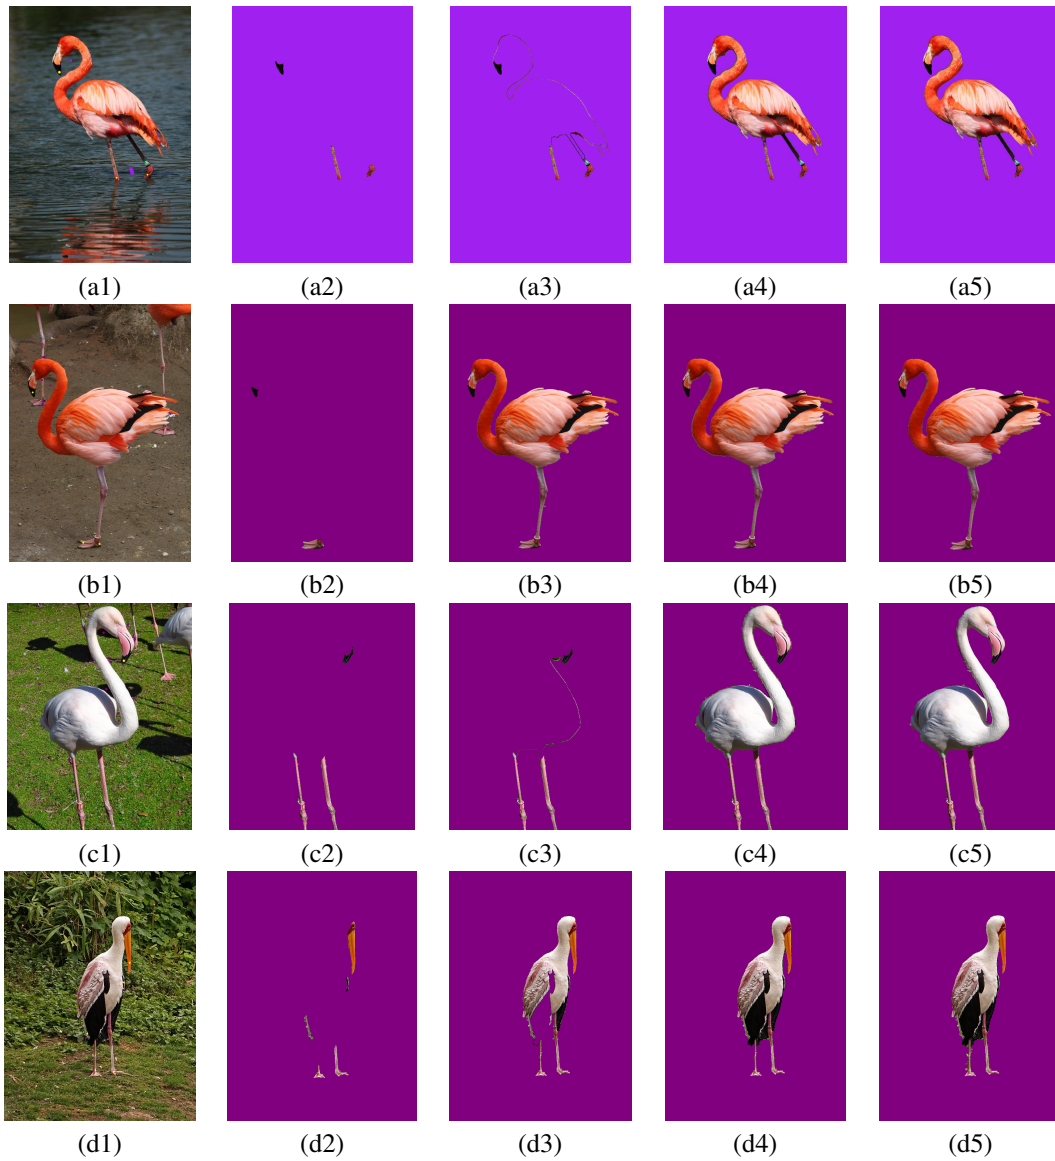 (a1) (a2) (a3) (a4) (a5)
(b1) (b2) (b3) (b4) (b5)
(c1) (c2) (c3) (c4) (c5)
(d1) (d2) (d3) (d4) (d5)